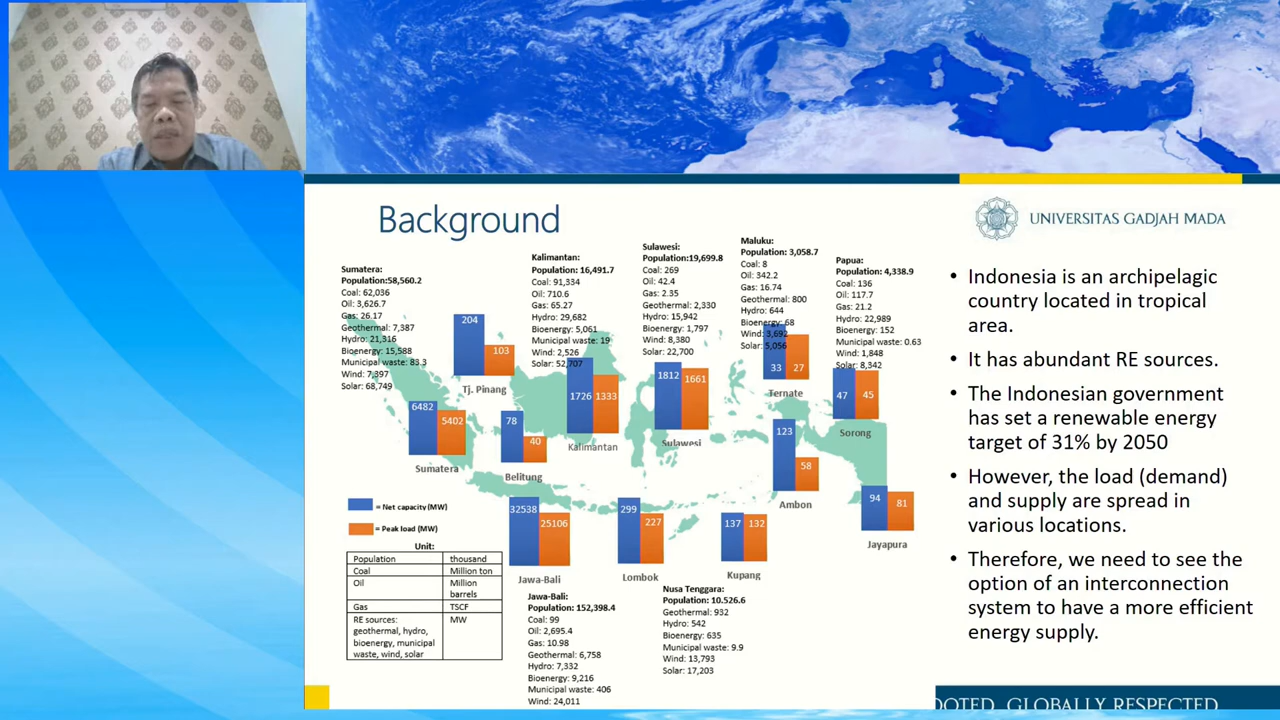 Background
UNIVERSITAS GADJAH MADA
Sumatera:
Population:58,560.2
Coal: 62,036
Oil: 3,626.7
Gas: 26.17
Geothermal: 7,387
Hydro: 21,316
Bioenergy: 15,588
Municipal waste: 83.3
Wind: 7,397
Solar: 68,749
Kalimantan:
Population: 16,491.7
Coal: 91,334
Oil: 710.6
Gas: 65.27
Hydro: 29,682
Bioenergy: 5,061
Municipal waste: 19
Wind: 2,526
Solar: 52,707
Sulawesi:
Population:19,699.8
Coal: 269
Oil: 42.4
Gas: 2.35
Geothermal: 2,330
Hydro: 15,942
Bioenergy: 1,797
Wind: 8,380
Solar: 22,700
Maluku:
Population: 3,058.7
Coal: 8
Oil: 342.2
Gas: 16.74
Geothermal: 800
Hydro: 644
Bioenergy: 68
Wind: 3,692
Solar: 5,056
Papua:
Population: 4,338.9
Coal: 136
Oil: 117.7
Gas: 21.2
Hydro: 22,989
Bioenergy: 152
Municipal waste: 0.63
Wind: 1,848
Solar: 8,342
204
103
Tj. Pinang
6482
5402
Sumatera
78
40
Belitung
1726
1333
Kalimantan
1812
1661
Sulawesi
33
27
Ternate
47
45
Sorong
123
58
Ambon
94
81
Jayapura
32538
25106
Jawa-Bali
299
227
Lombok
137
132
Kupang
= Net capacity (MW)
= Peak load (MW)
Unit:
Population thousand
Coal Million ton
Oil Million
barrels
Gas TSCF
RE sources: MW
geothermal, hydro,
bioenergy, municipal
waste, wind, solar
Jawa-Bali:
Population: 152,398.4
Coal: 99
Oil: 2,695.4
Gas: 10.98
Geothermal: 6,758
Hydro: 7,332
Bioenergy: 9,216
Municipal waste: 406
Wind: 24,011
Nusa Tenggara:
Population: 10.526.6
Geothermal: 932
Hydro: 542
Bioenergy: 635
Municipal waste: 9.9
Wind: 13,793
Solar: 17,203
• Indonesia is an archipelagic
country located in tropical
area.
• It has abundant RE sources.
• The Indonesian government
has set a renewable energy
target of 31% by 2050
• However, the load (demand)
and supply are spread in
various locations.
• Therefore, we need to see the
option of an interconnection
system to have a more efficient
energy supply.
OOTED, GLOBALLY RESPECTED